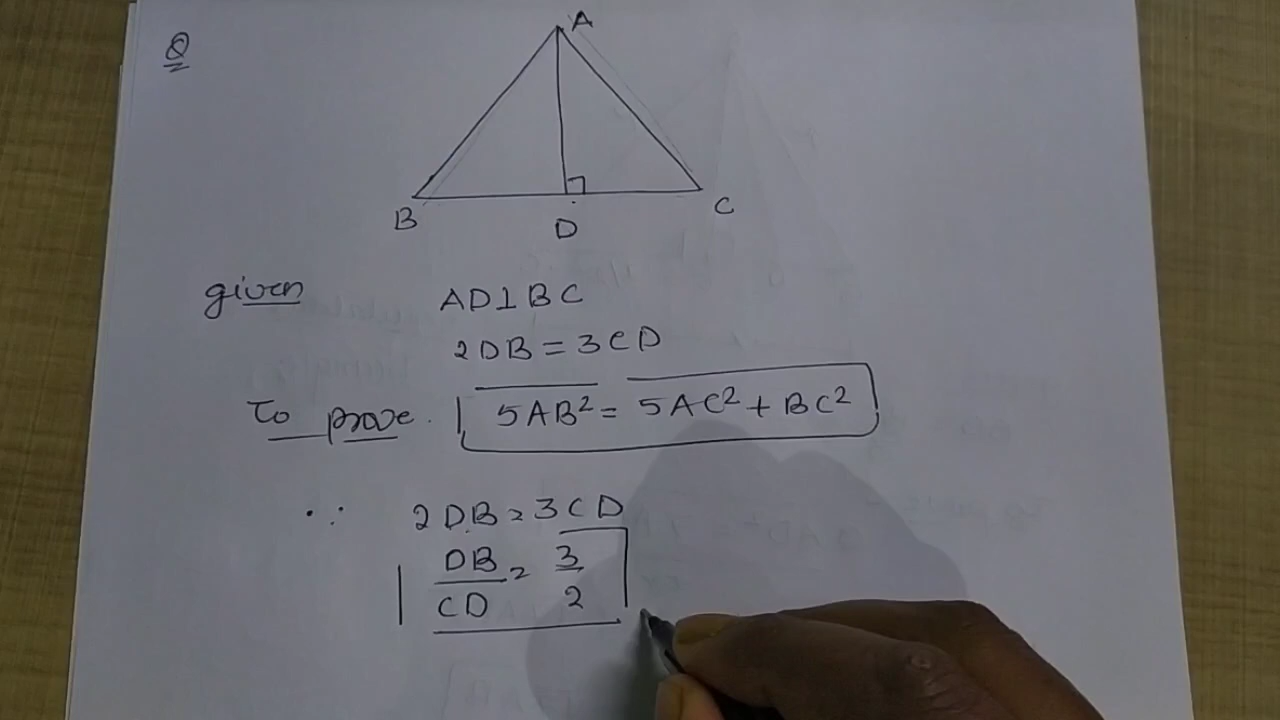 Q
A
B
D
C
given AD⊥BC
2DB = 3CD
To prove. 5AB² = 5AC² + BC²
∵ 2DB = 3CD
DB/CD = 3/2